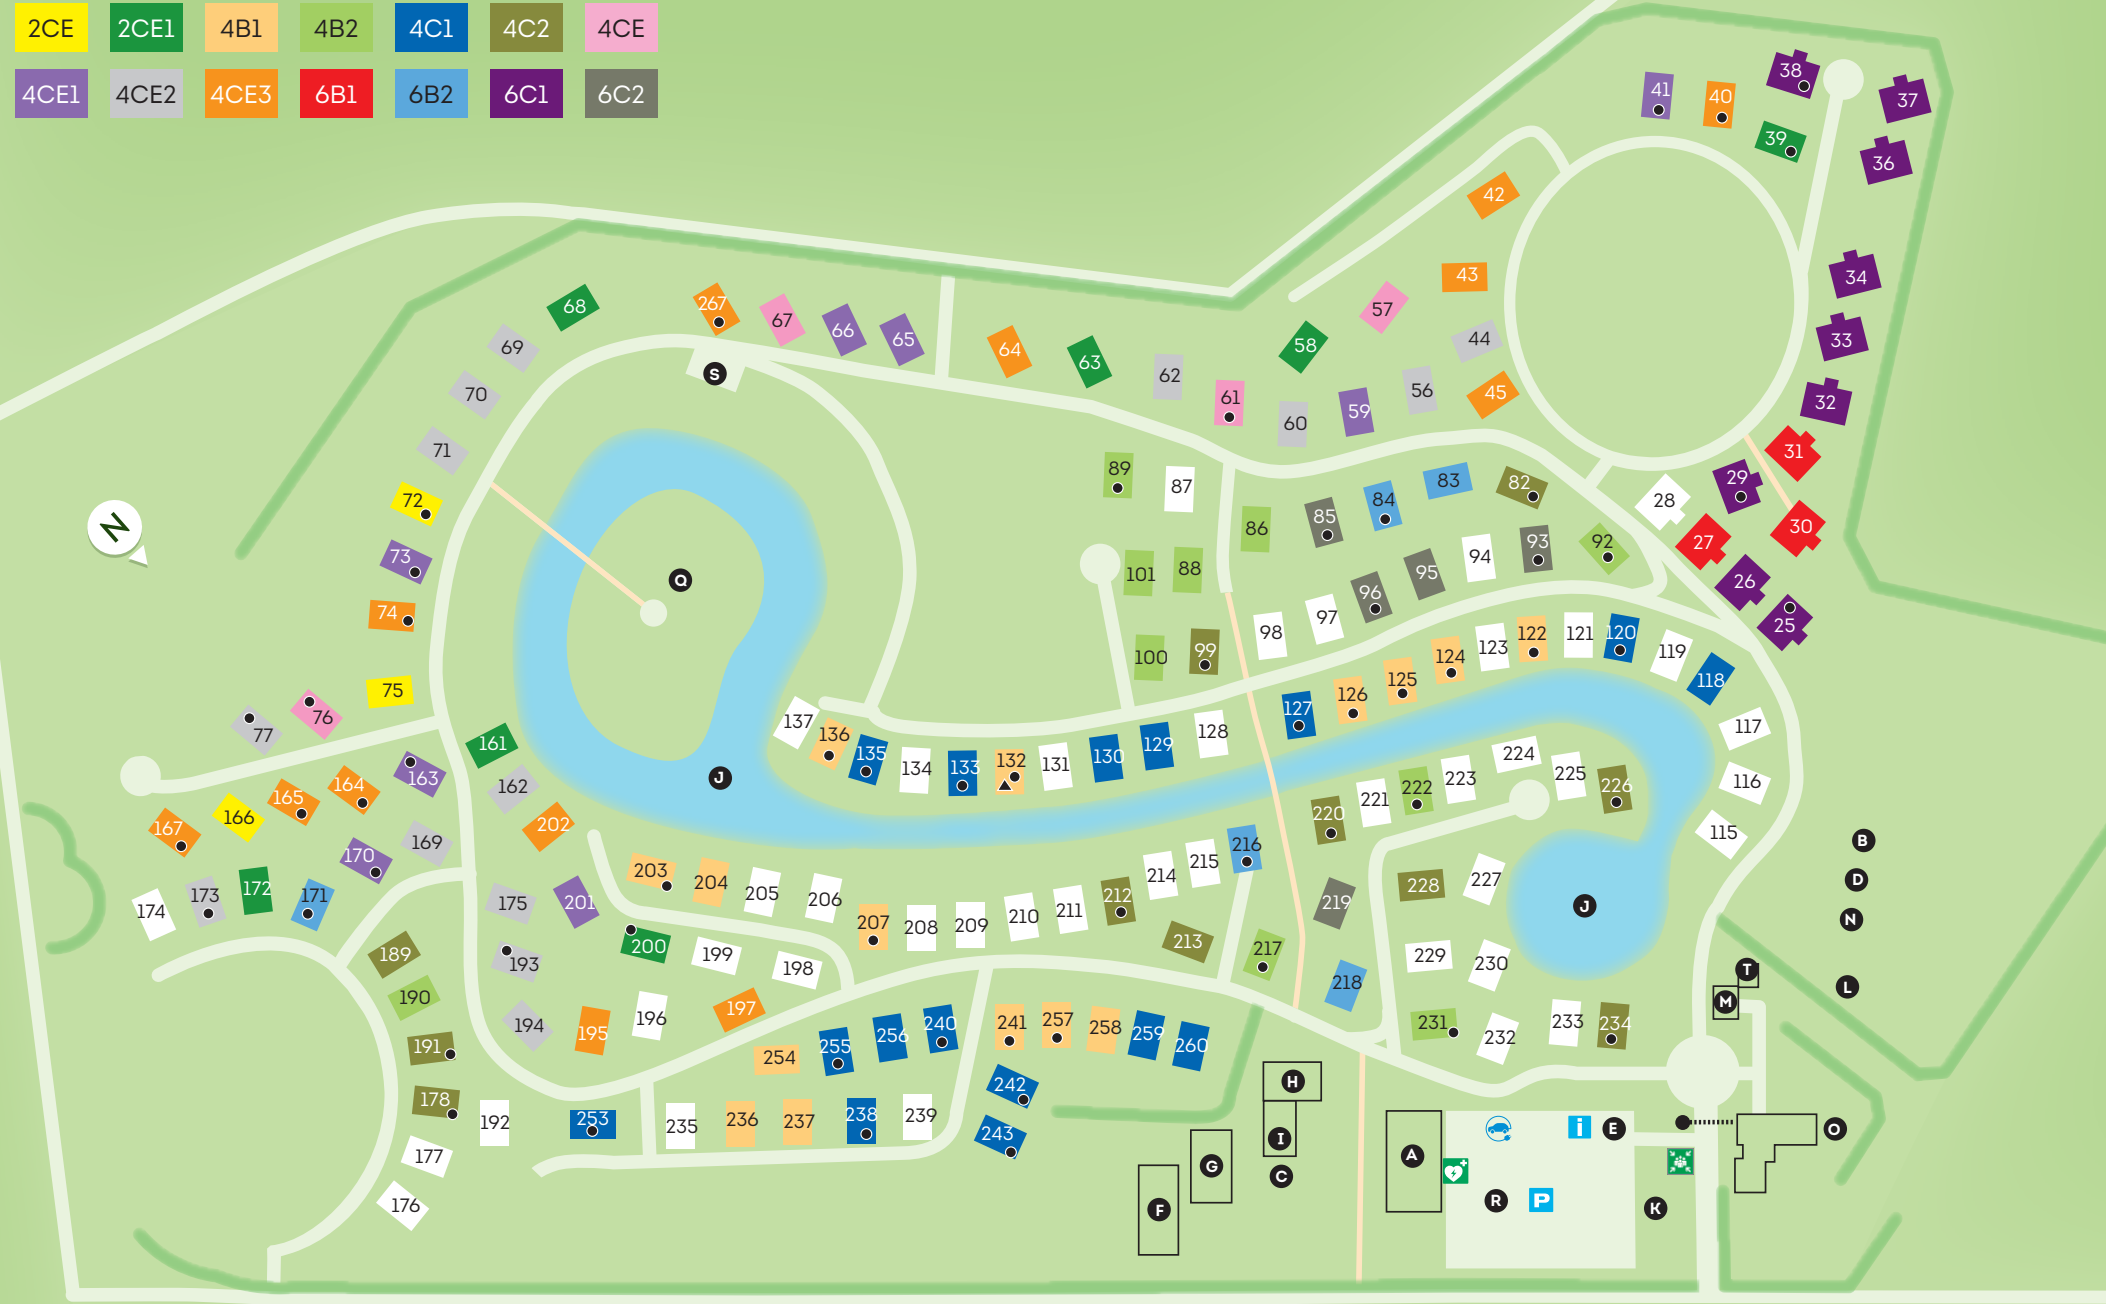 2CE 2CE1 4B1 4B2 4C1 4C2 4CE
4CE1 4CE2 4CE3 6B1 6B2 6C1 6C2
38
41 40 37
39
36
42
43 34
68 267 67 66 65 57
64 63 58 44 33
69
62 61 56 45 32
70 60 59
71 31
89 87 84 83 82 29
72 85 28 30
86 93 92 27
73 101 88 96 95 94 26
74 99 98 97 25
100 124 123 122 121 120 119
75 126 125 118
76 77 137 136 127 117
161 135 134 133 132 131 130 129 128
163 162 224 225 226 116
164 165 166 167 202 220 221 222 223 115
169 170 203 204 205 206 214 215 216
174 173 172 171 175 201 207 208 209 210 211 212 219 228 227
189 193 200 199 198 213 217 229 230
190 218
191 194 195 196 197 254 255 256 240 241 257 258 259 260 231 232 233 234
178 192 253 235 236 237 238 239 242
177 243
176
N
S
Q
J
J
B
D
N
L
T
M
H
I
C
G
F
A
i E
O
R P K